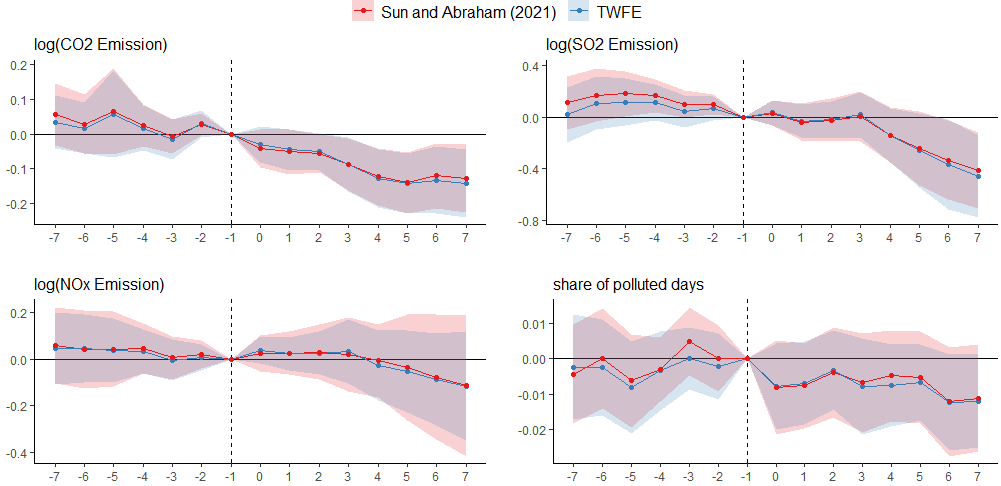 Sun and Abraham (2021) TWFE
log(CO2 Emission)
0.2
0.1
0.0
-0.1
-0.2
-7 -6 -5 -4 -3 -2 -1 0 1 2 3 4 5 6 7
log(SO2 Emission)
0.4
0.0
-0.4
-0.8
-7 -6 -5 -4 -3 -2 -1 0 1 2 3 4 5 6 7
log(NOx Emission)
0.2
0.0
-0.2
-0.4
-7 -6 -5 -4 -3 -2 -1 0 1 2 3 4 5 6 7
share of polluted days
0.01
0.00
-0.01
-0.02
-7 -6 -5 -4 -3 -2 -1 0 1 2 3 4 5 6 7